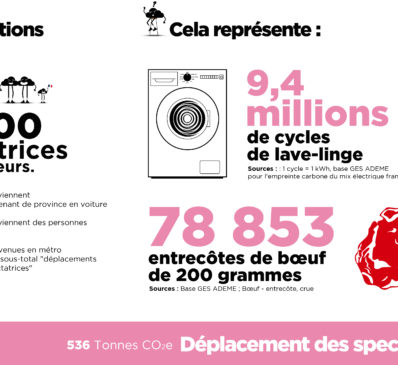 tions
00
trices
eurs.
viennent
enant de province en voiture
viennent des personnes
venues en métro
sous-total "déplacements
tatrices"
Cela représente :
9,4
millions
de cycles
de lave-linge
Sources : : 1 cycle = 1 kWh, base GES ADEME
pour l'empreinte carbone du mix électrique fran
78 853
entrecôtes de bœuf
de 200 grammes
Sources : Base GES ADEME ; Bœuf - entrecôte, crue
536 Tonnes CO₂e Déplacement des spec